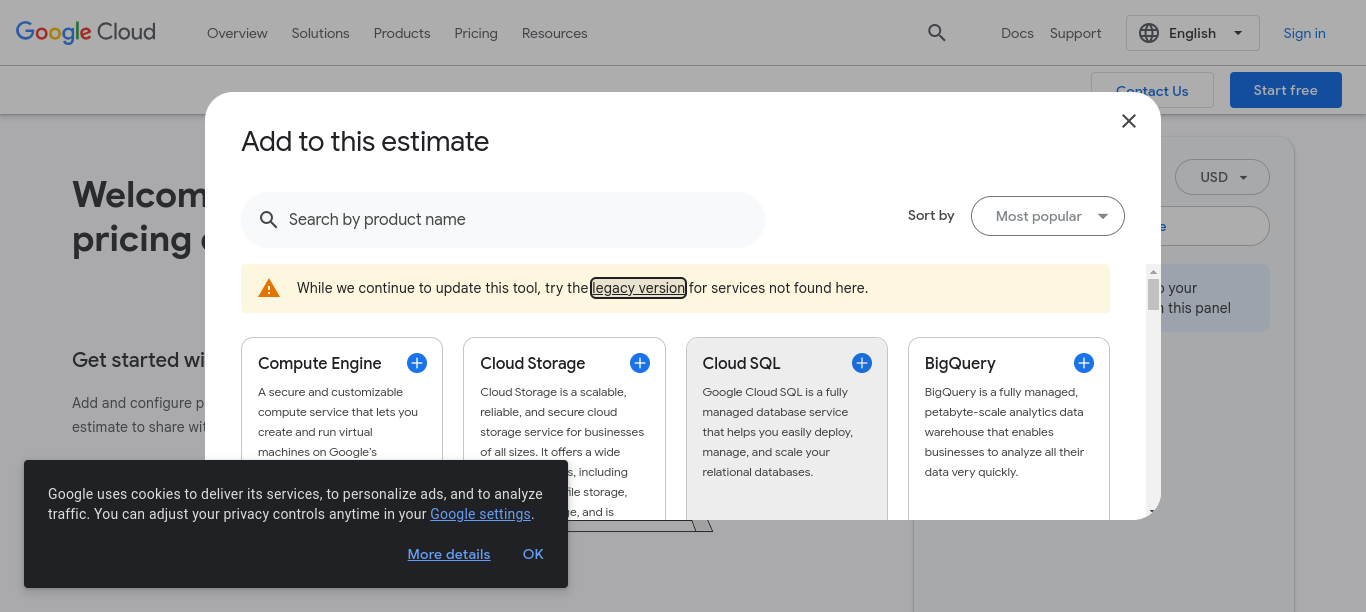 Google Cloud
Overview Solutions Products Pricing Resources Docs Support English Sign in
Contact Us Start free
Add to this estimate
Welcom
pricing
USD
Search by product name
Sort by Most popular
While we continue to update this tool, try the legacy version for services not found here.
your
this panel
Compute Engine
A secure and customizable
compute service that lets you
create and run virtual
machines on Google's
Cloud Storage
Cloud Storage is a scalable,
reliable, and secure cloud
storage service for businesses
of all sizes. It offers a wide
including
file storage,
and is
Cloud SQL
Google Cloud SQL is a fully
managed database service
that helps you easily deploy,
manage, and scale your
relational databases.
BigQuery
BigQuery is a fully managed,
petabyte-scale analytics data
warehouse that enables
businesses to analyze all their
data very quickly.
Get started wi
Add and configure p
estimate to share wit
Google uses cookies to deliver its services, to personalize ads, and to analyze
traffic. You can adjust your privacy controls anytime in your Google settings.
More details OK